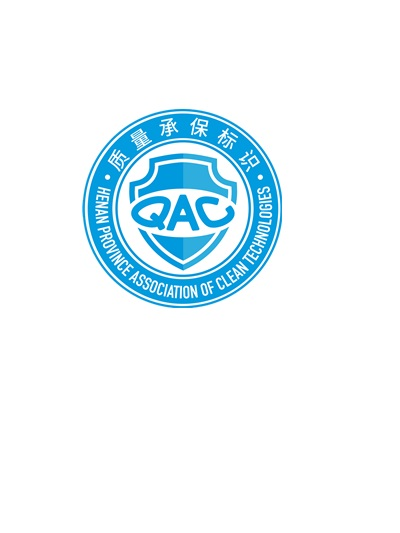 质量承保标识
QAC
HENAN PROVINCE ASSOCIATION OF CLEAN TECHNOLOGIES